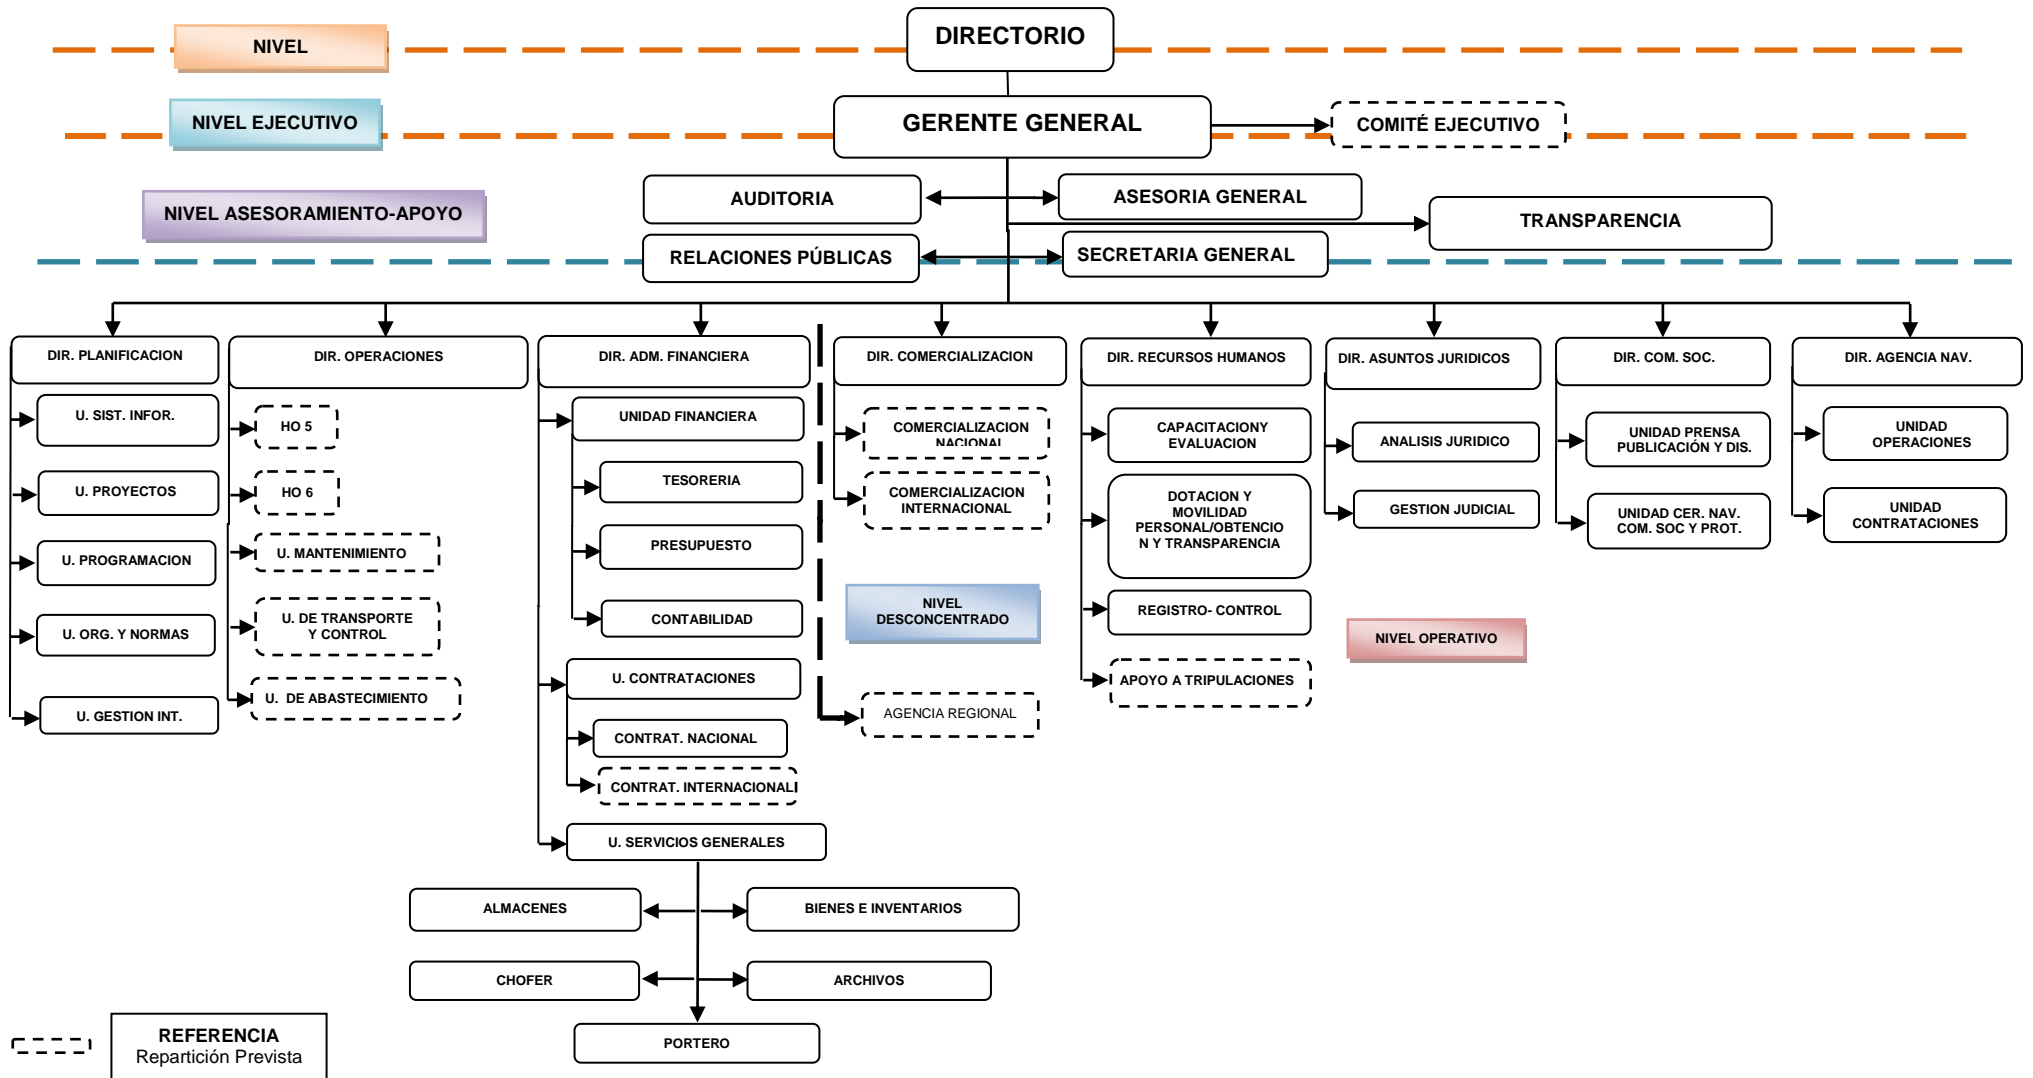 NIVEL
DIRECTORIO
NIVEL EJECUTIVO
GERENTE GENERAL
COMITÉ EJECUTIVO
NIVEL ASESORAMIENTO-APOYO
AUDITORIA
ASESORIA GENERAL
TRANSPARENCIA
RELACIONES PÚBLICAS
SECRETARIA GENERAL
DIR. PLANIFICACION
DIR. OPERACIONES
DIR. ADM. FINANCIERA
DIR. COMERCIALIZACION
DIR. RECURSOS HUMANOS
DIR. ASUNTOS JURIDICOS
DIR. COM. SOC.
DIR. AGENCIA NAV.
U. SIST. INFOR.
U. PROYECTOS
U. PROGRAMACION
U. ORG. Y NORMAS
U. GESTION INT.
HO 5
HO 6
U. MANTENIMIENTO
U. DE TRANSPORTE
Y CONTROL
U. DE ABASTECIMIENTO
UNIDAD FINANCIERA
TESORERIA
PRESUPUESTO
CONTABILIDAD
U. CONTRATACIONES
CONTRAT. NACIONAL
CONTRAT. INTERNACIONAL
U. SERVICIOS GENERALES
ALMACENES
BIENES E INVENTARIOS
CHOFER
ARCHIVOS
PORTERO
COMERCIALIZACION
NACIONAL
COMERCIALIZACION
INTERNACIONAL
NIVEL
DESCONCENTRADO
AGENCIA REGIONAL
CAPACITACIONY
EVALUACION
DOTACION Y
MOVILIDAD
PERSONAL/OBTENCIO
N Y TRANSPARENCIA
REGISTRO- CONTROL
APOYO A TRIPULACIONES
ANALISIS JURIDICO
GESTION JUDICIAL
NIVEL OPERATIVO
UNIDAD PRENSA
PUBLICACIÓN Y DIS.
UNIDAD CER. NAV.
COM. SOC Y PROT.
UNIDAD
OPERACIONES
UNIDAD
CONTRATACIONES
REFERENCIA
Repartición Prevista